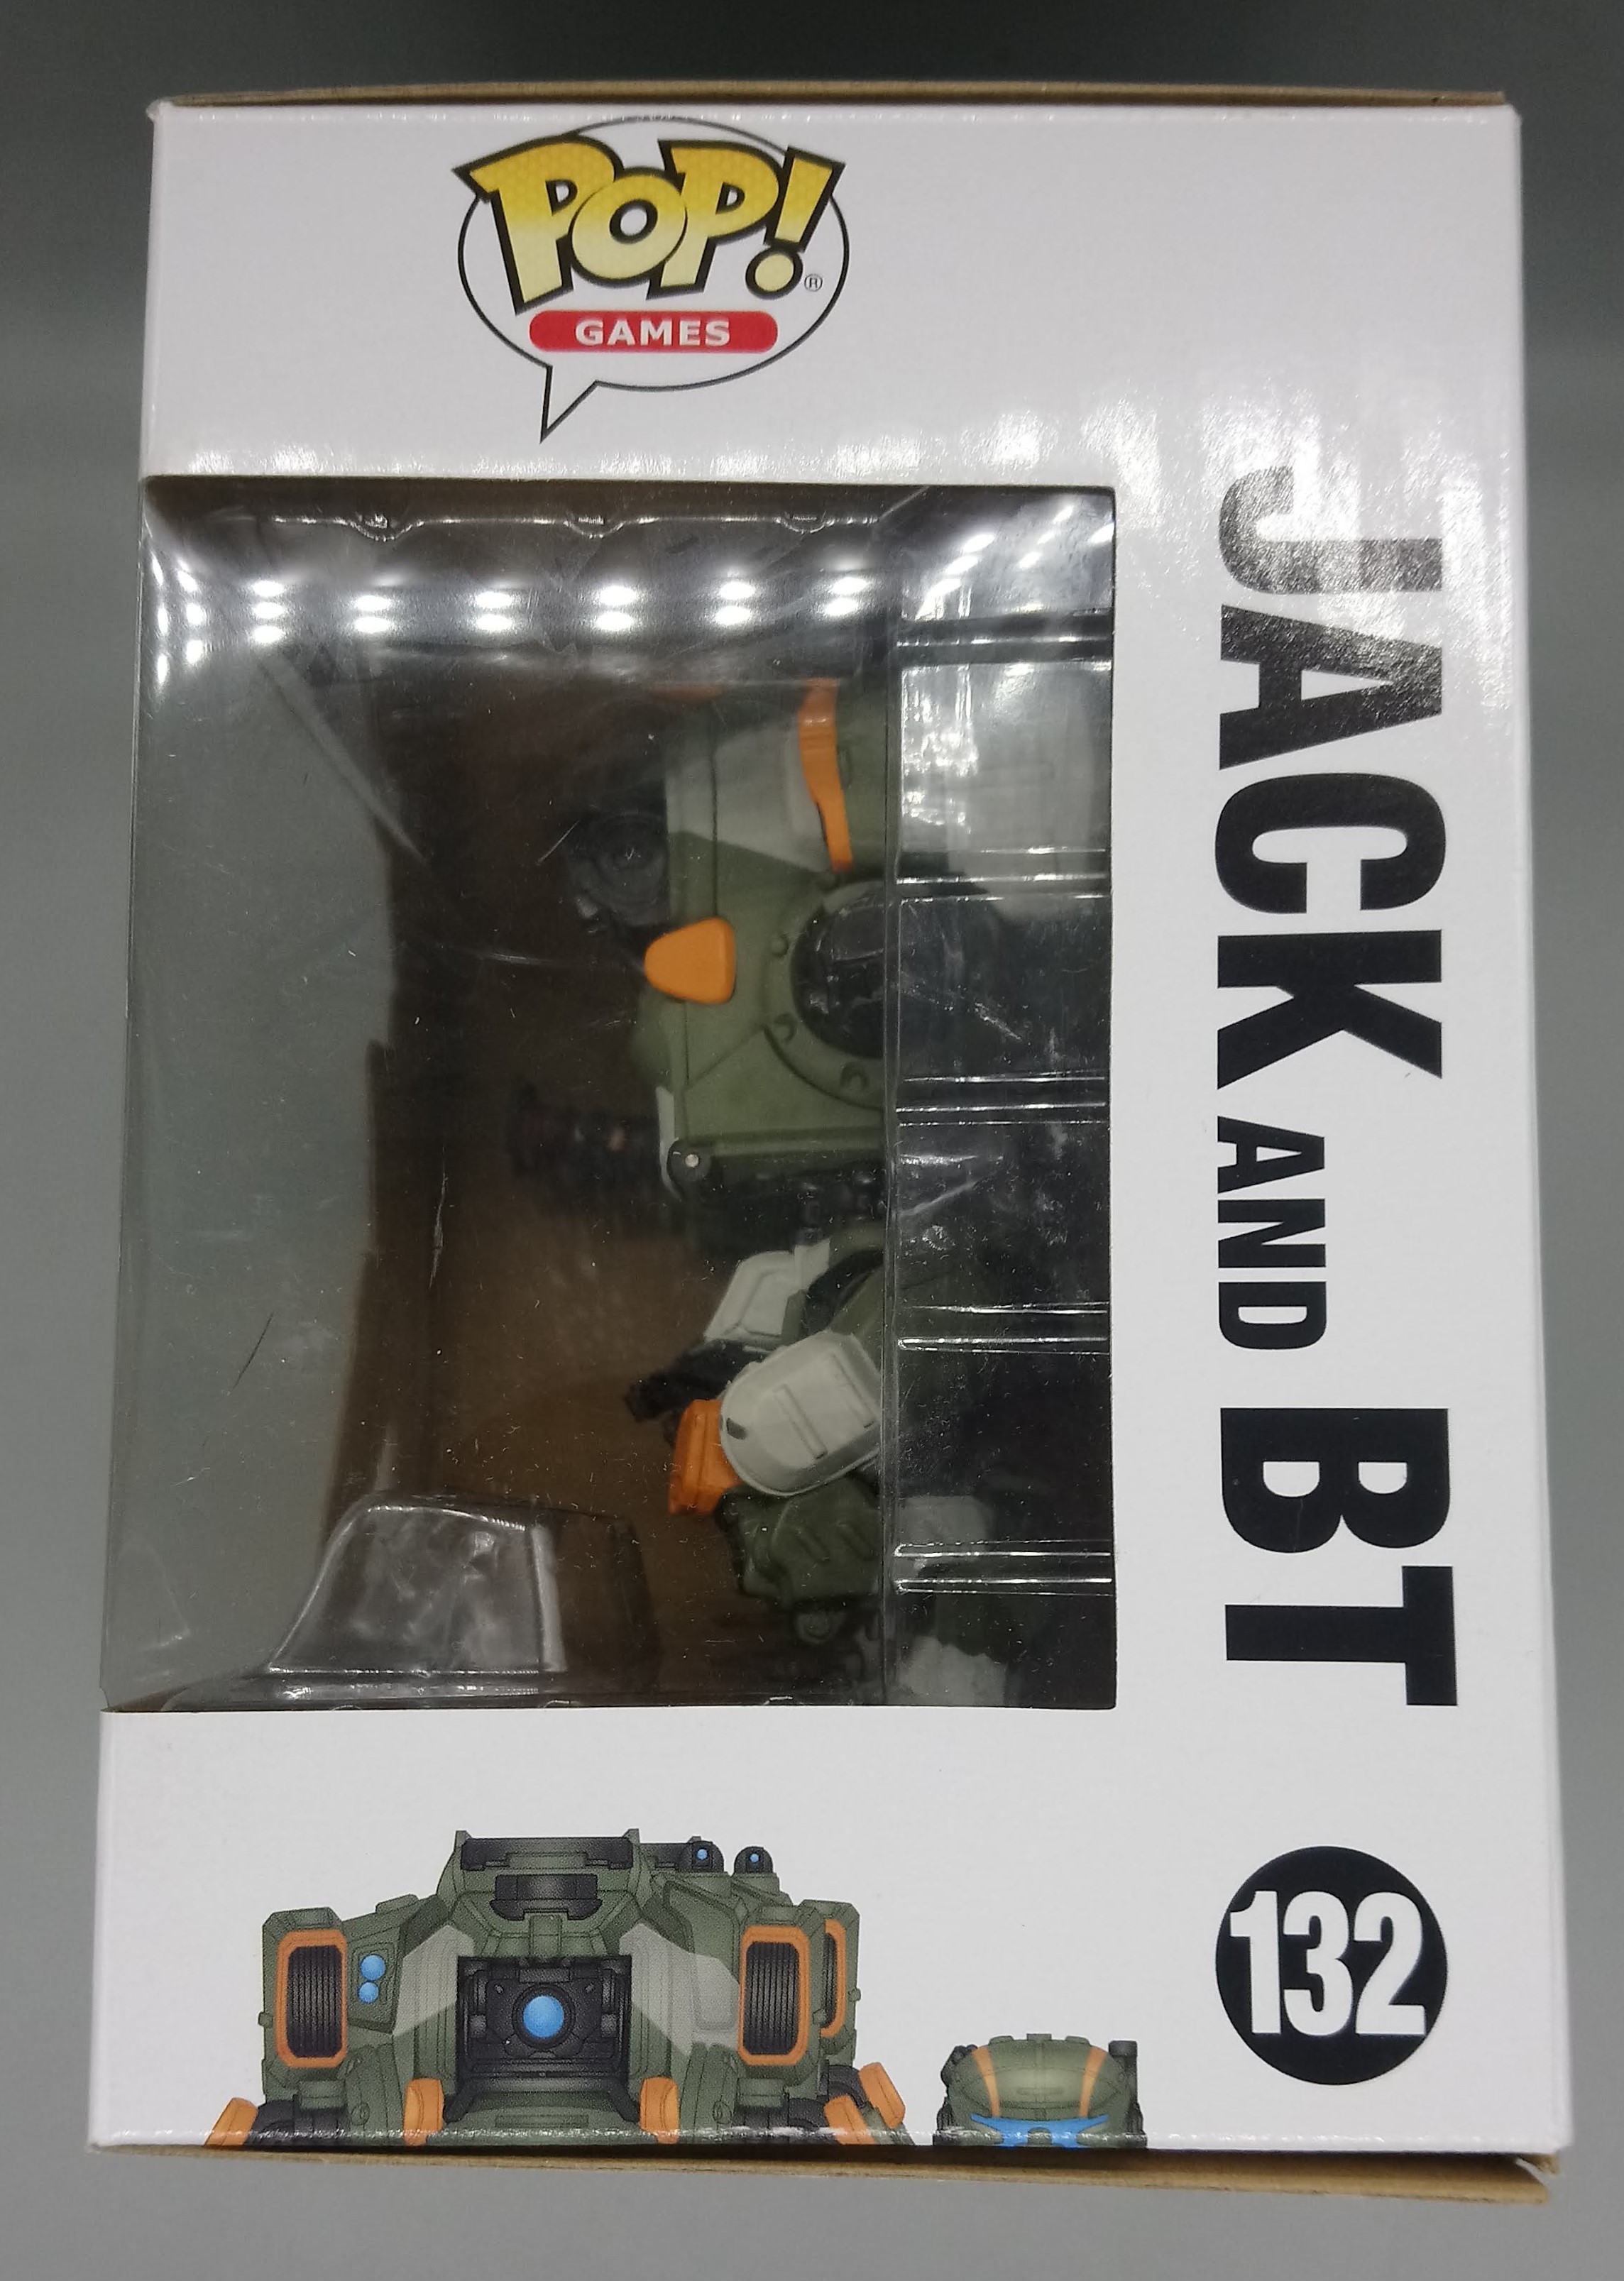 POP!®
GAMES
JACK AND BT
132